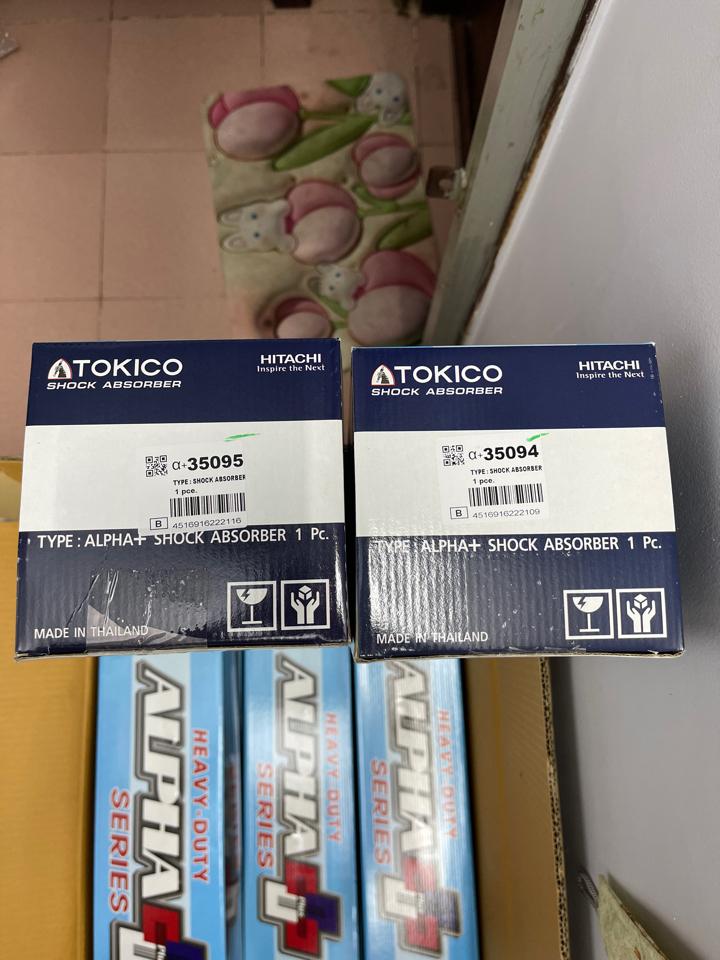 TOKICO
SHOCK ABSORBER
HITACHI
Inspire the Next
α+35095
TYPE : SHOCK ABSORBER
1 pce.
B 4516916222116
TYPE : ALPHA+ SHOCK ABSORBER 1 Pc.
MADE IN THAILAND
TOKICO
SHOCK ABSORBER
HITACHI
Inspire the Next
α+35094
TYPE : SHOCK ABSORBER
1 pce.
B 4516916222109
TYPE : ALPHA+ SHOCK ABSORBER 1 Pc.
MADE IN THAILAND
HEAVY-DUTY
ALPHA
SERIES
HEAVY-DUTY
ALPHA
SERIES
HEAVY-DUTY
ALPHA
SERIES